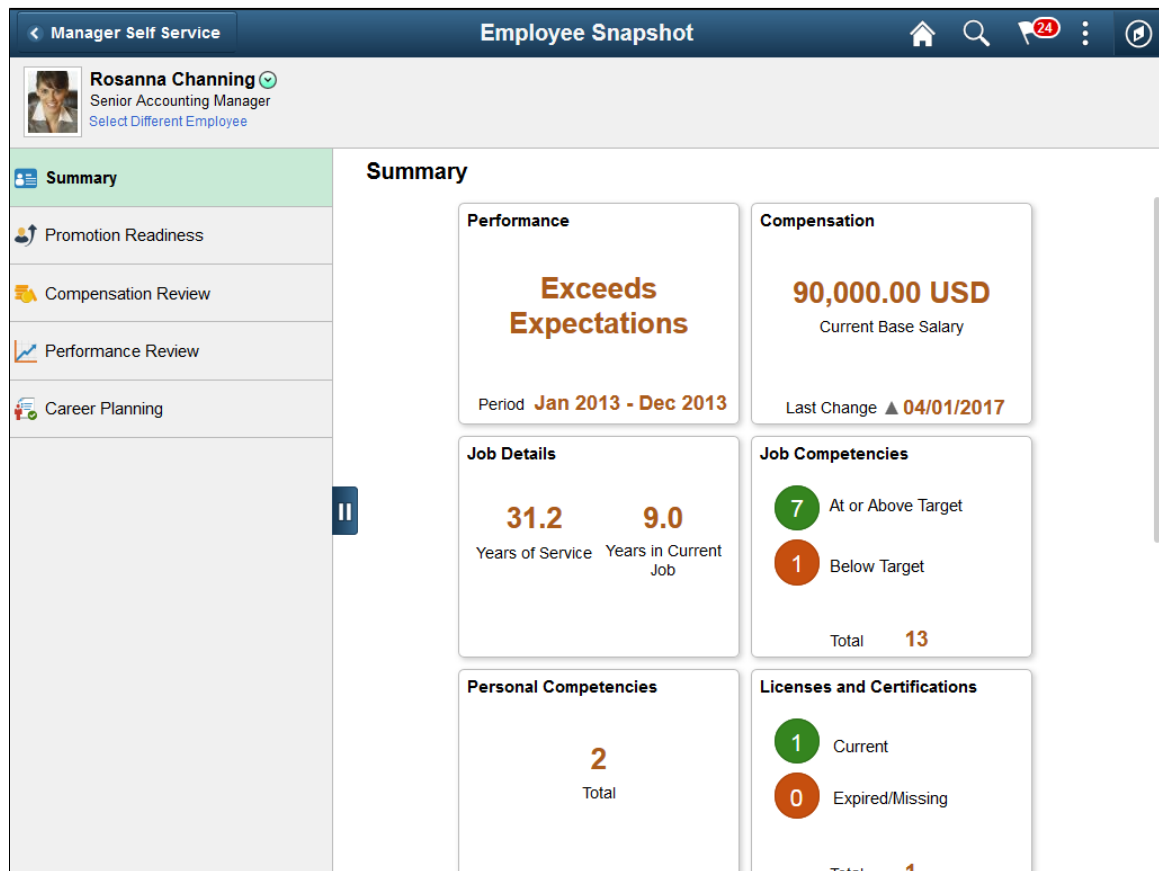 Manager Self Service
Employee Snapshot
24
Rosanna Channing
Senior Accounting Manager
Select Different Employee
Summary
Promotion Readiness
Compensation Review
Performance Review
Career Planning
Summary
Performance
Exceeds
Expectations
Period Jan 2013 - Dec 2013
Compensation
90,000.00 USD
Current Base Salary
Last Change ▲ 04/01/2017
Job Details
31.2
Years of Service
9.0
Years in Current
Job
Job Competencies
7 At or Above Target
1 Below Target
Total 13
Personal Competencies
2
Total
Licenses and Certifications
1 Current
0 Expired/Missing
Total 1